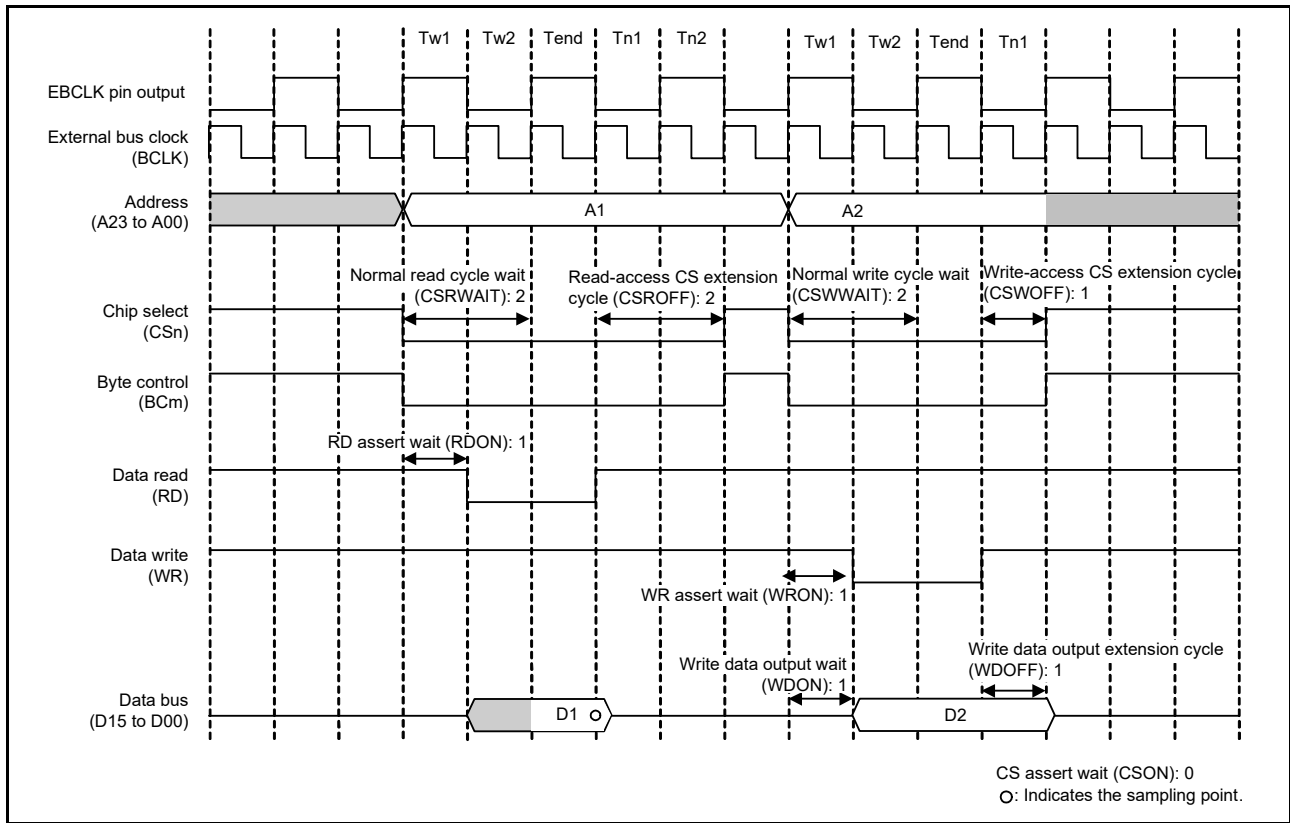 Tw1 Tw2 Tend Tn1 Tn2 Tw1 Tw2 Tend Tn1
EBCLK pin output
External bus clock
(BCLK)
Address
(A23 to A00)
A1 A2
Normal read cycle wait
(CSRWAIT): 2
Read-access CS extension
cycle (CSROFF): 2
Normal write cycle wait
(CSWWAIT): 2
Write-access CS extension cycle
(CSWOFF): 1
Chip select
(CSn)
Byte control
(BCm)
RD assert wait (RDON): 1
Data read
(RD)
Data write
(WR)
WR assert wait (WRON): 1
Write data output wait
(WDON): 1
Write data output extension cycle
(WDOFF): 1
Data bus
(D15 to D00)
D1 D2
CS assert wait (CSON): 0
: Indicates the sampling point.